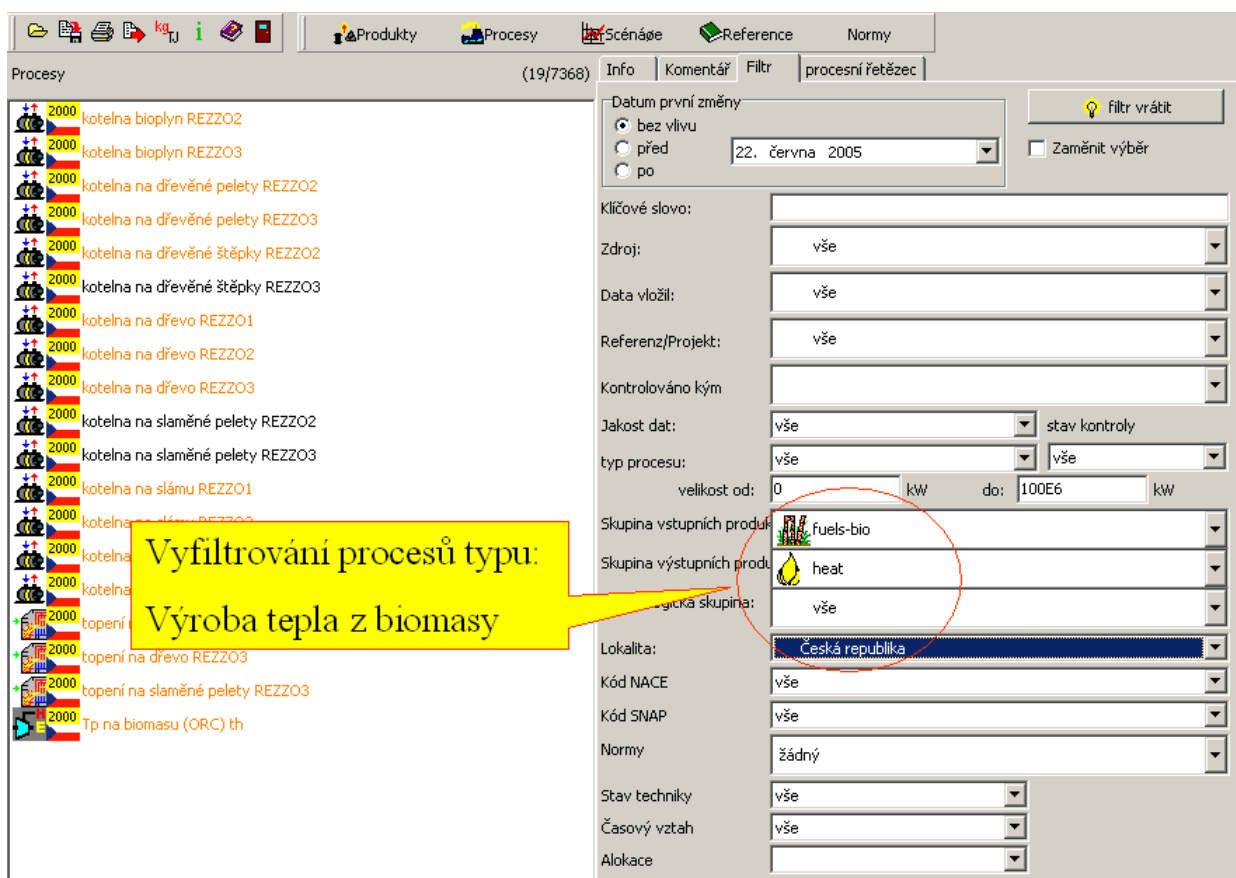 kg TJ
Produkty Procesy Scénáøe Reference Normy
Procesy (19/7368)
Info Komentář Filtr procesní řetězec
2000 kotelna bioplyn REZZO2
2000 kotelna bioplyn REZZO3
2000 kotelna na dřevěné pelety REZZO2
2000 kotelna na dřevěné pelety REZZO3
2000 kotelna na dřevěné štěpky REZZO2
2000 kotelna na dřevěné štěpky REZZO3
2000 kotelna na dřevo REZZO1
2000 kotelna na dřevo REZZO2
2000 kotelna na dřevo REZZO3
2000 kotelna na slaměné pelety REZZO2
2000 kotelna na slaměné pelety REZZO3
2000 kotelna na slámu REZZO1
2000 kotelna
2000 kotelna
2000 kotelna
2000 topení
2000 topení na dřevo REZZO3
2000 topení na slaměné pelety REZZO3
2000 Tp na biomasu (ORC) th
Vyfiltrování procesů typu:
Výroba tepla z biomasy
Datum první změny
bez vlivu
před 22. června 2005
po
filtr vrátit
Zaměnit výběr
Klíčové slovo:
Zdroj: vše
Data vložil: vše
Referenz/Projekt: vše
Kontrolováno kým
Jakost dat: vše stav kontroly
typ procesu: vše vše
velikost od: 0 kW do: 100E6 kW
Skupina vstupních produk fuels-bio
Skupina výstupních produ heat
skupina: vše
Lokalita: Česká republika
Kód NACE vše
Kód SNAP vše
Normy žádný
Stav techniky vše
Časový vztah vše
Alokace